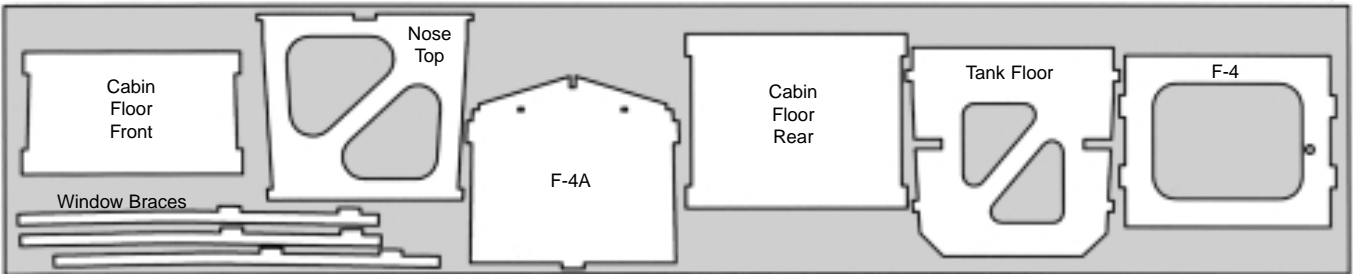 Cabin
Floor
Front
Nose
Top
F-4A
Cabin
Floor
Rear
Tank Floor
F-4
Window Braces